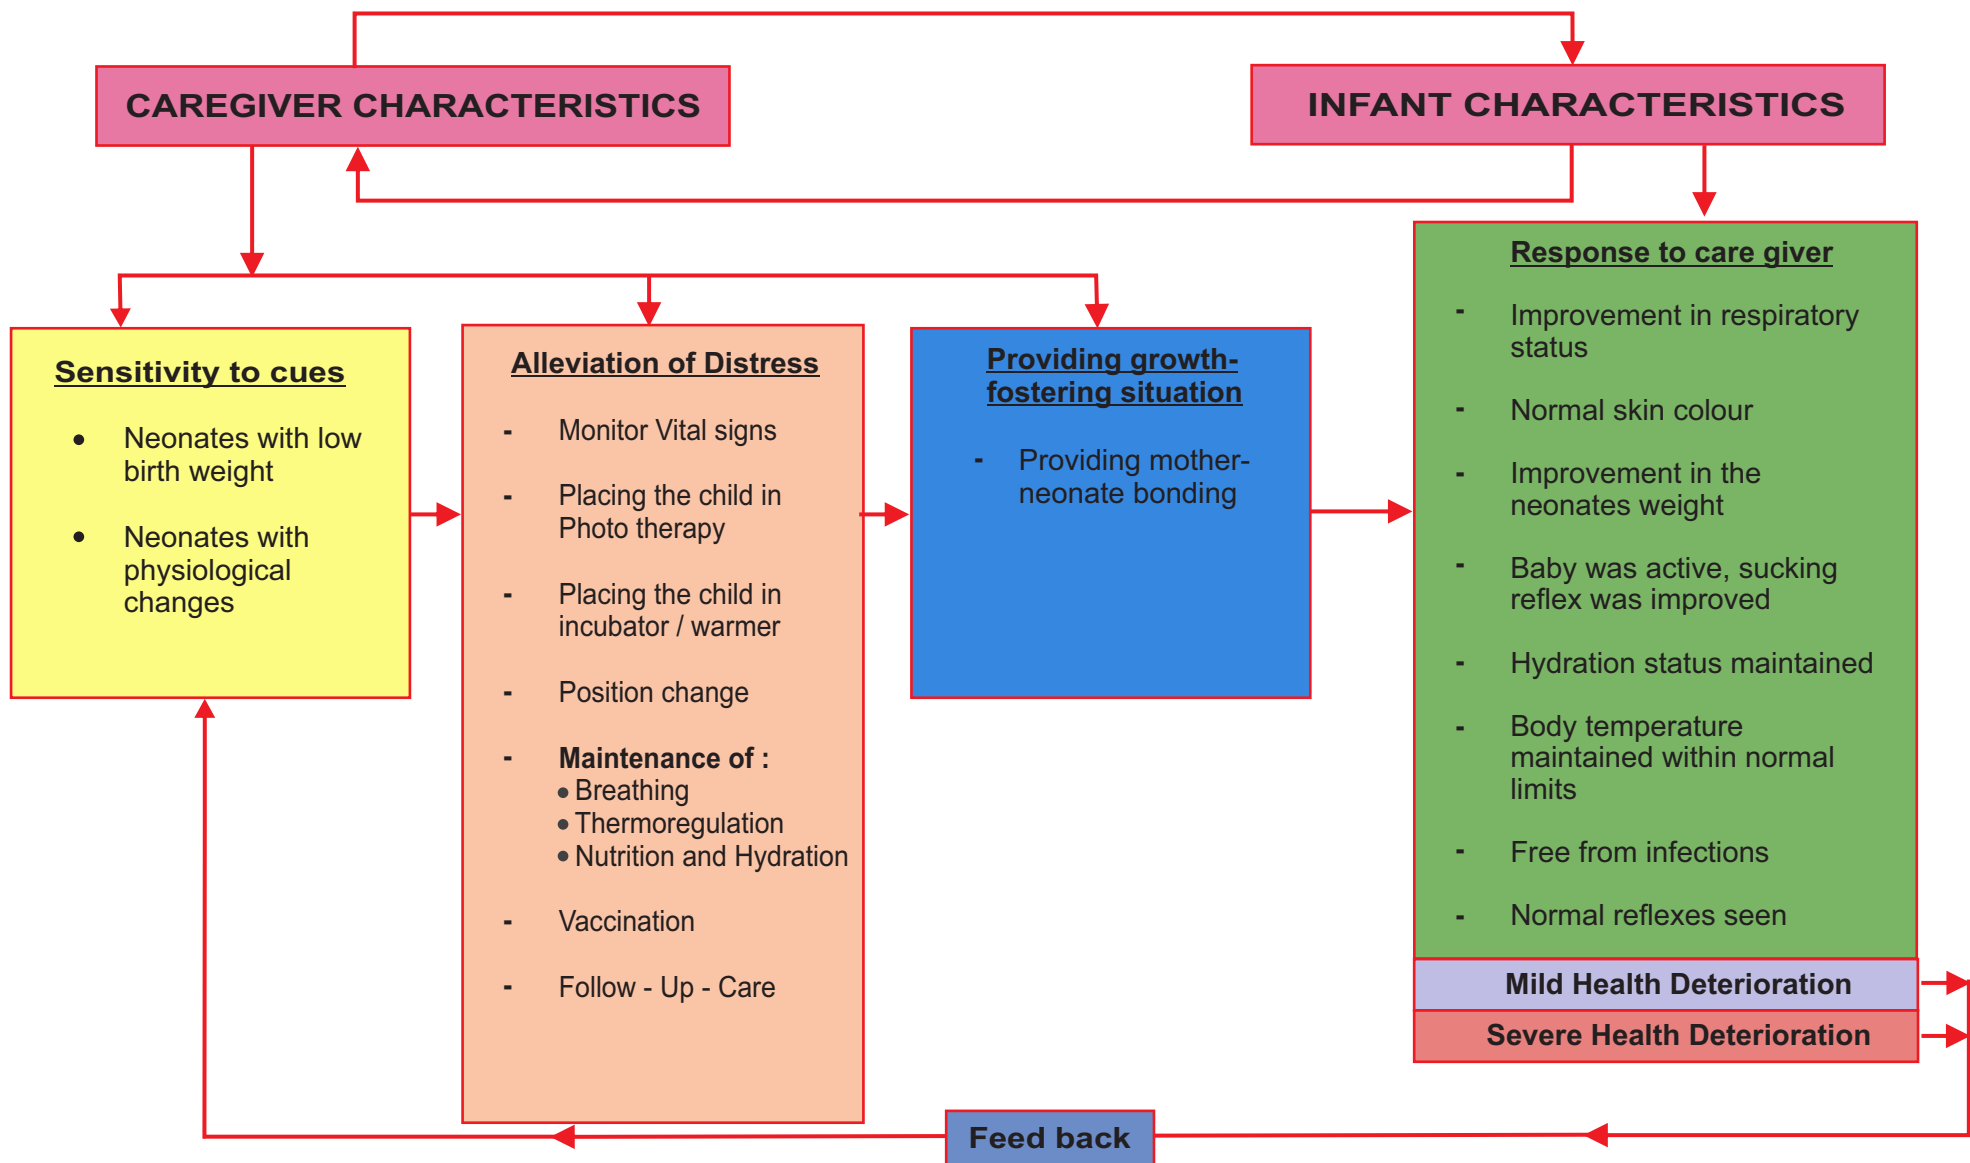 CAREGIVER CHARACTERISTICS
INFANT CHARACTERISTICS
Sensitivity to cues
• Neonates with low
birth weight
• Neonates with
physiological
changes
Alleviation of Distress
- Monitor Vital signs
- Placing the child in
Photo therapy
- Placing the child in
incubator / warmer
- Position change
- Maintenance of :
• Breathing
• Thermoregulation
• Nutrition and Hydration
- Vaccination
- Follow - Up - Care
Providing growth-
fostering situation
- Providing mother-
neonate bonding
Response to care giver
- Improvement in respiratory
status
- Normal skin colour
- Improvement in the
neonates weight
- Baby was active, sucking
reflex was improved
- Hydration status maintained
- Body temperature
maintained within normal
limits
- Free from infections
- Normal reflexes seen
Mild Health Deterioration
Severe Health Deterioration
Feed back